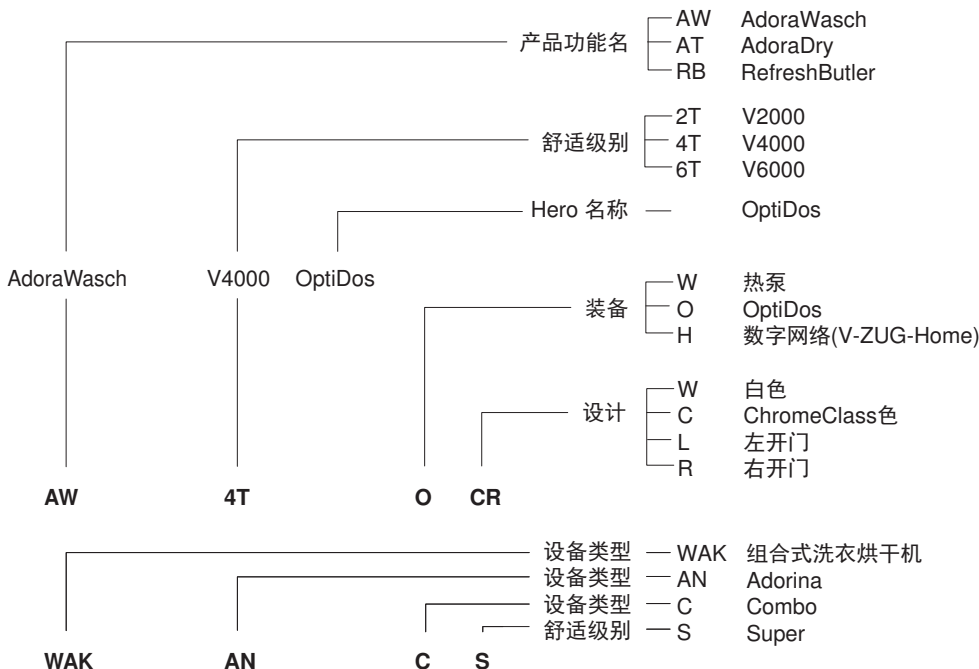 AW AdoraWasch
产品功能名 AT AdoraDry
RB RefreshButler
2T V2000
舒适级别 4T V4000
6T V6000
Hero 名称 OptiDos
AdoraWasch V4000 OptiDos
W 热泵
装备 O OptiDos
H 数字网络(V-ZUG-Home)
W 白色
设计 C ChromeClass色
L 左开门
R 右开门
AW 4T O CR
设备类型 WAK 组合式洗衣烘干机
设备类型 AN Adorina
设备类型 C Combo
舒适级别 S Super
WAK AN C S